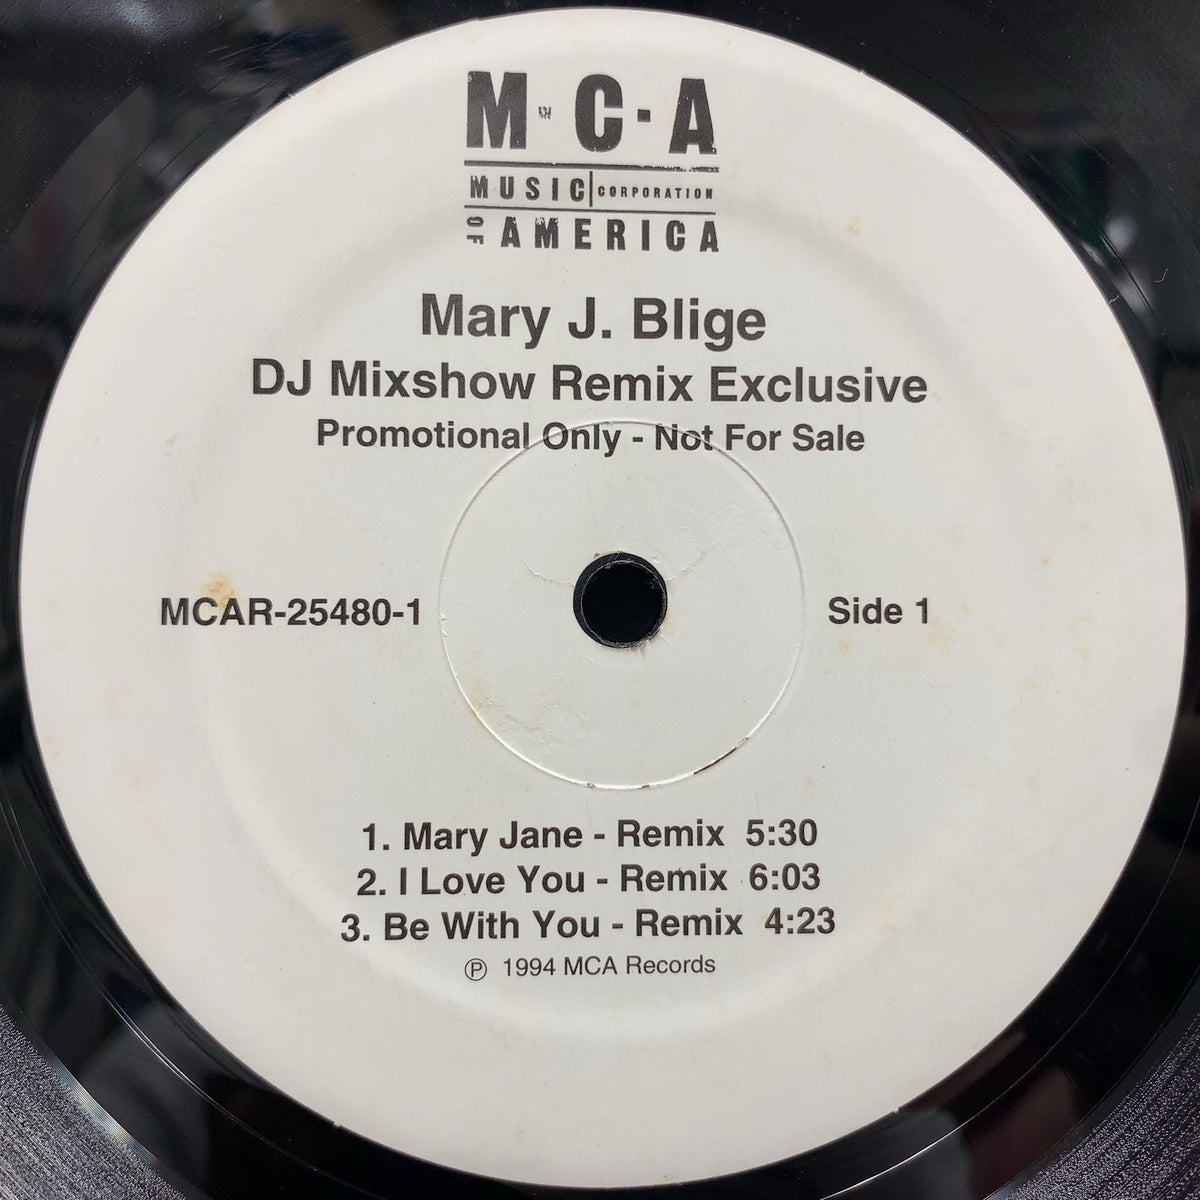 M·C·A
MUSIC CORPORATION
OF AMERICA
Mary J. Blige
DJ Mixshow Remix Exclusive
Promotional Only - Not For Sale
MCAR-25480-1
Side 1
1. Mary Jane - Remix 5:30
2. I Love You - Remix 6:03
3. Be With You - Remix 4:23
℗ 1994 MCA Records